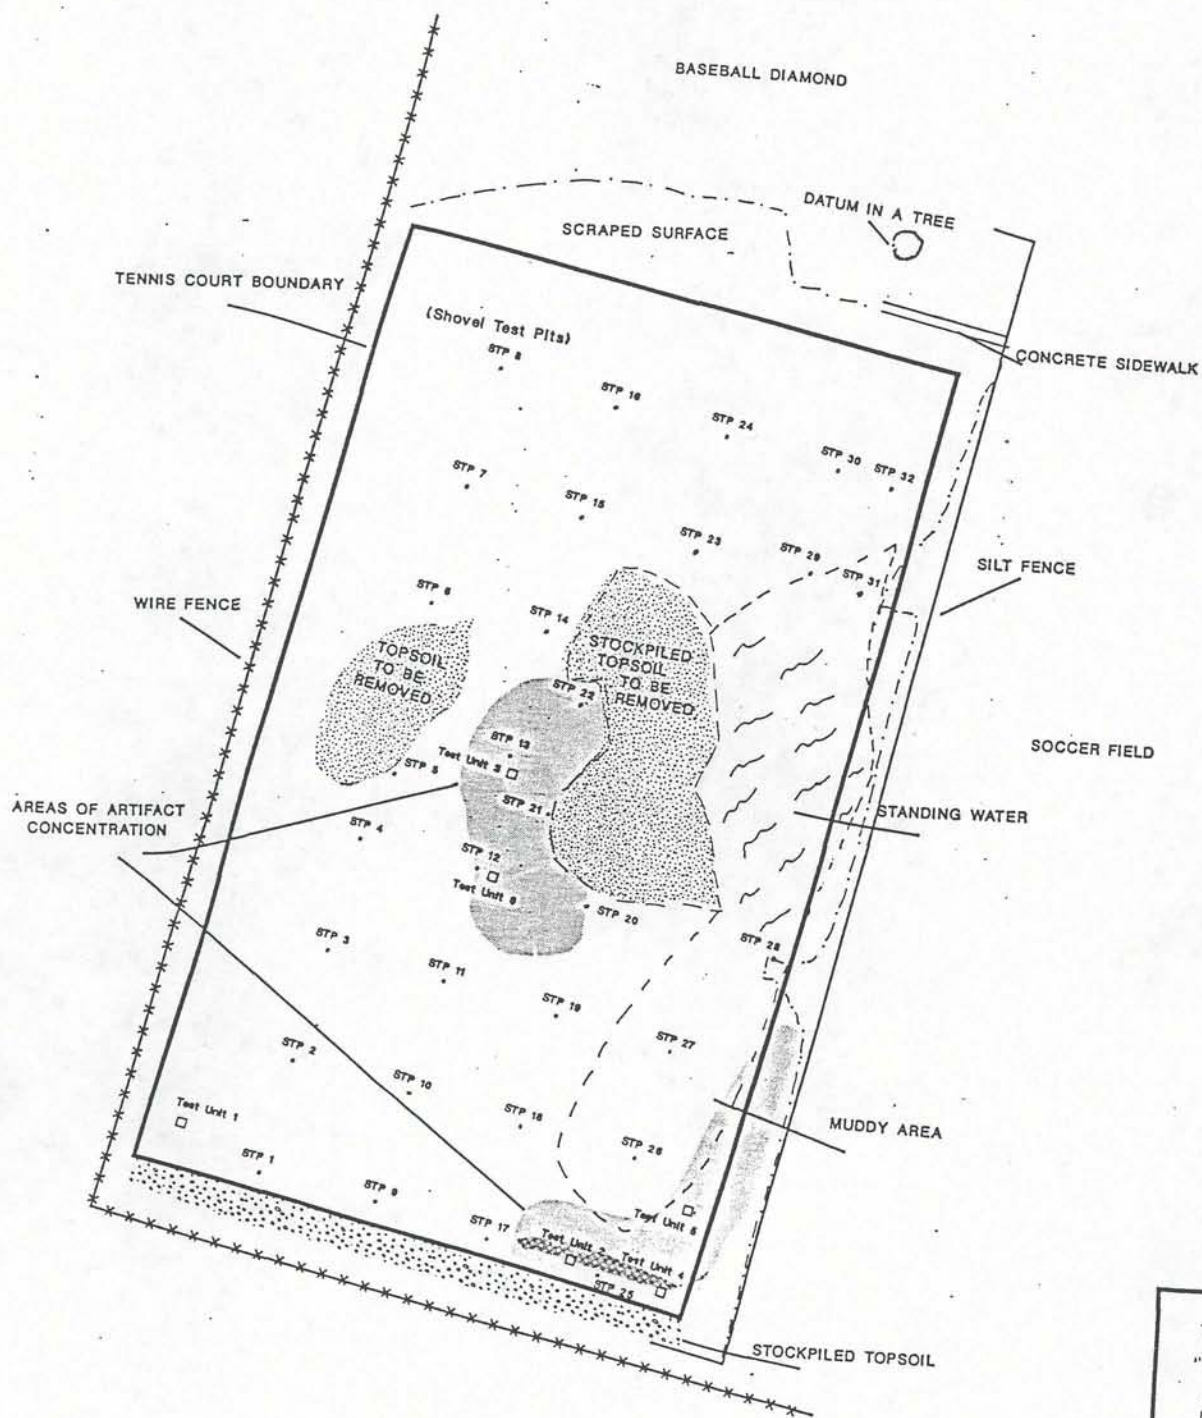 BASEBALL DIAMOND
DATUM IN A TREE
SCRAPED SURFACE
TENNIS COURT BOUNDARY
(Shovel Test Pits)
STP 8
CONCRETE SIDEWALK
STP 16
STP 24
STP 30
STP 32
STP 7
STP 15
STP 23
STP 29
STP 31
SILT FENCE
WIRE FENCE
STP 6
STP 14
TOPSOIL
TO BE
REMOVED
STOCKPILED
TOPSOIL
TO BE
REMOVED
STP 22
STP 13
Test Unit 3
STP 5
SOCCER FIELD
AREAS OF ARTIFACT
CONCENTRATION
STP 4
STP 21
STANDING WATER
STP 12
Test Unit 6
STP 20
STP 3
STP 11
STP 28
STP 19
STP 2
STP 27
STP 10
Test Unit 1
STP 18
MUDDY AREA
STP 1
STP 26
STP 9
STP 17
Test Unit 5
Test Unit 2
Test Unit 4
STP 25
STOCKPILED TOPSOIL